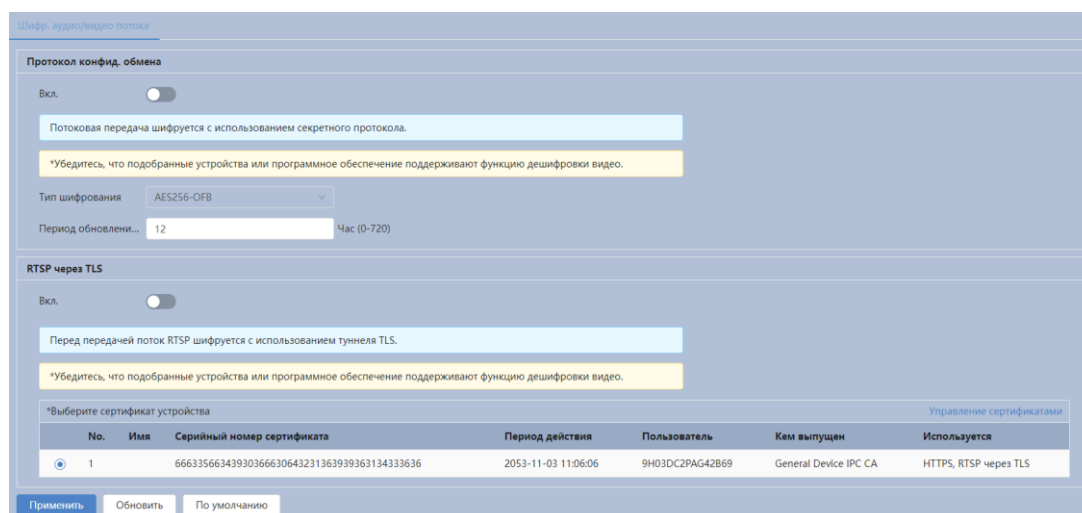 Шифр. аудио/видео потока
Протокол конфид. обмена
Вкл.
Потоковая передача шифруется с использованием секретного протокола.
*Убедитесь, что подобранные устройства или программное обеспечение поддерживают функцию дешифровки видео.
Тип шифрования AES256-OFB
Период обновлени... 12 Час (0-720)
RTSP через TLS
Вкл.
Перед передачей поток RTSP шифруется с использованием туннеля TLS.
*Убедитесь, что подобранные устройства или программное обеспечение поддерживают функцию дешифровки видео.
*Выберите сертификат устройства Управление сертификатами
No. Имя Серийный номер сертификата Период действия Пользователь Кем выпущен Используется
1 666335663439303666306432313639393631343336​36 2053-11-03 11:06:06 9H03DC2PAG42B69 General Device IPC CA HTTPS, RTSP через TLS
Применить Обновить По умолчанию